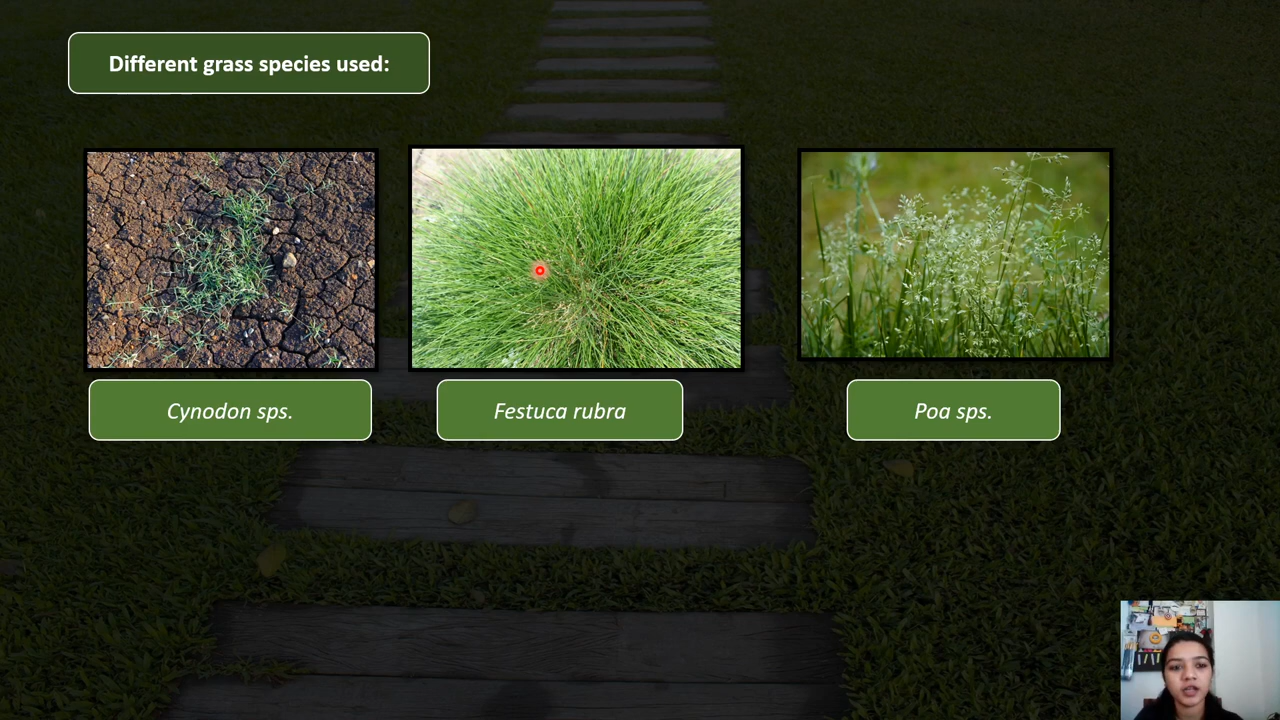 Different grass species used:
Cynodon sps.
Festuca rubra
Poa sps.